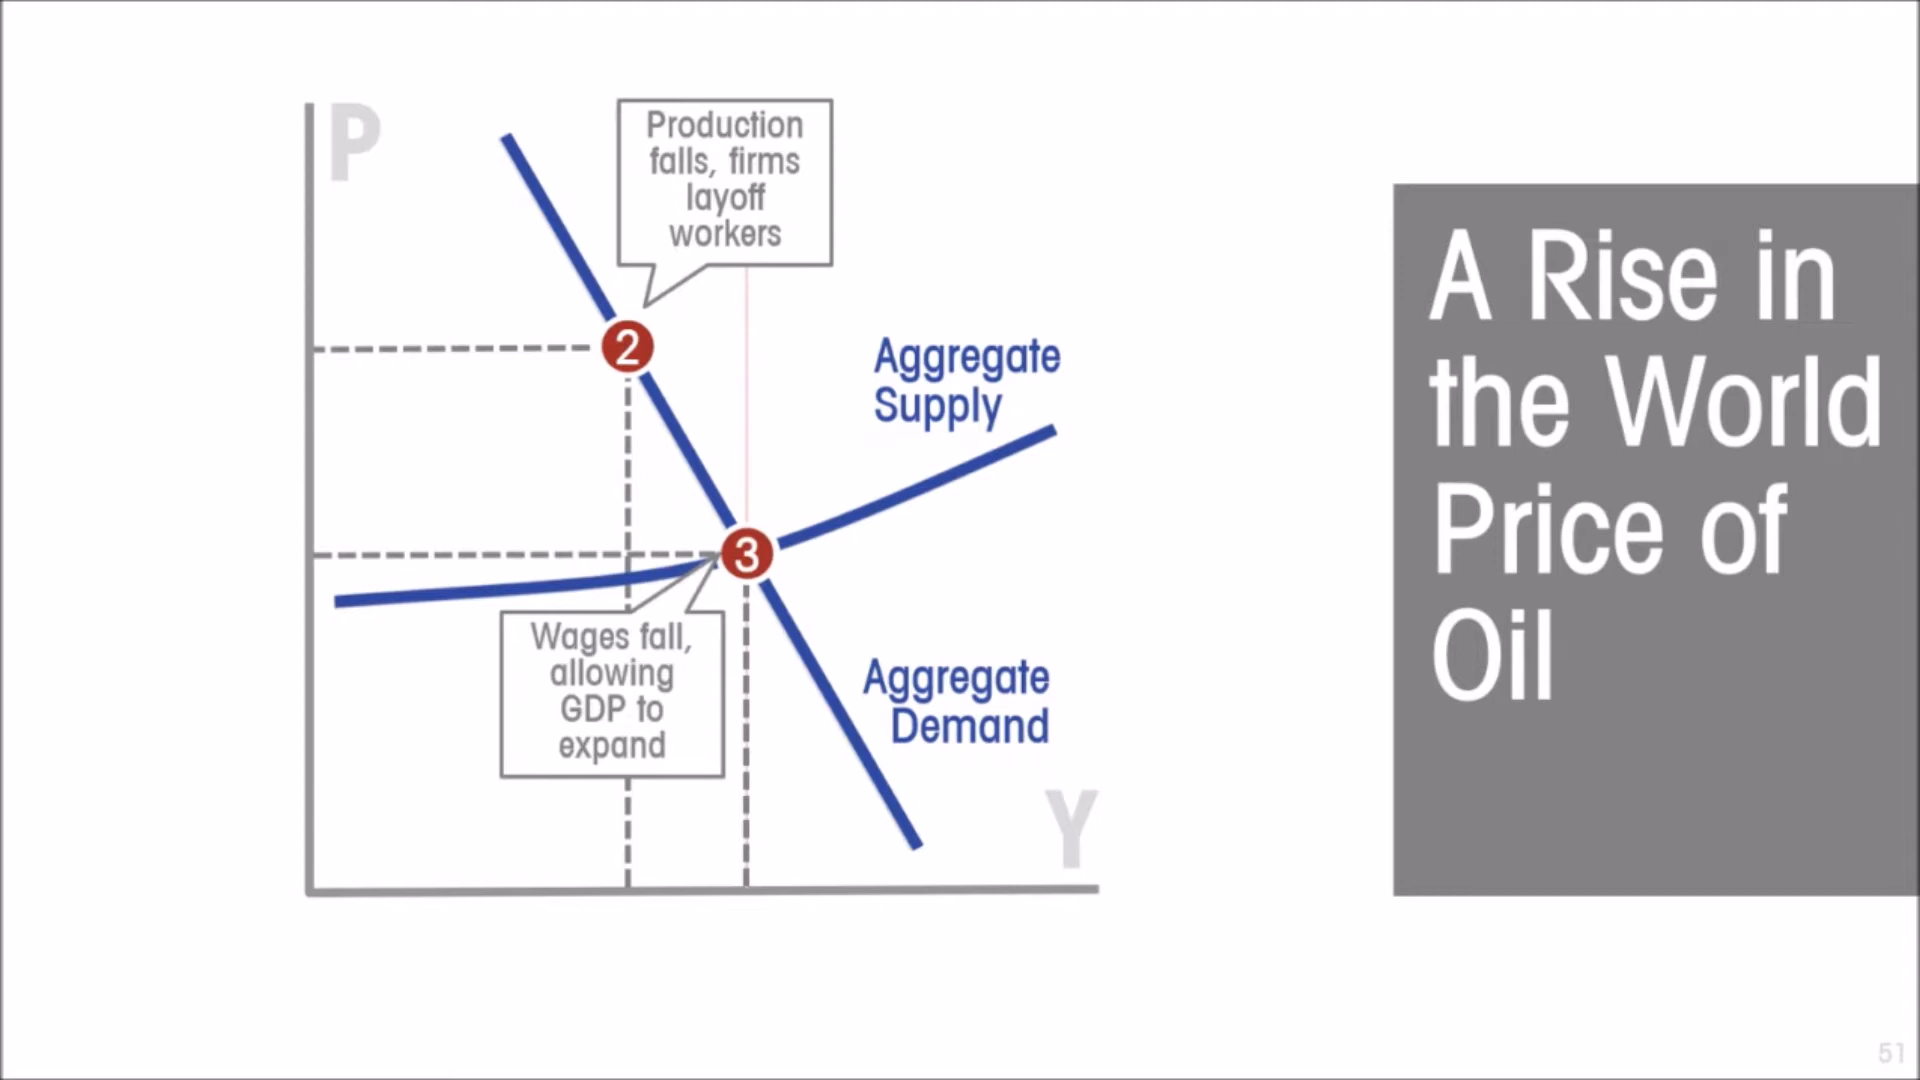 P
Production
falls, firms
layoff
workers
2
Aggregate
Supply
3
Wages fall,
allowing
GDP to
expand
Aggregate
Demand
Y
A Rise in
the World
Price of
Oil
51